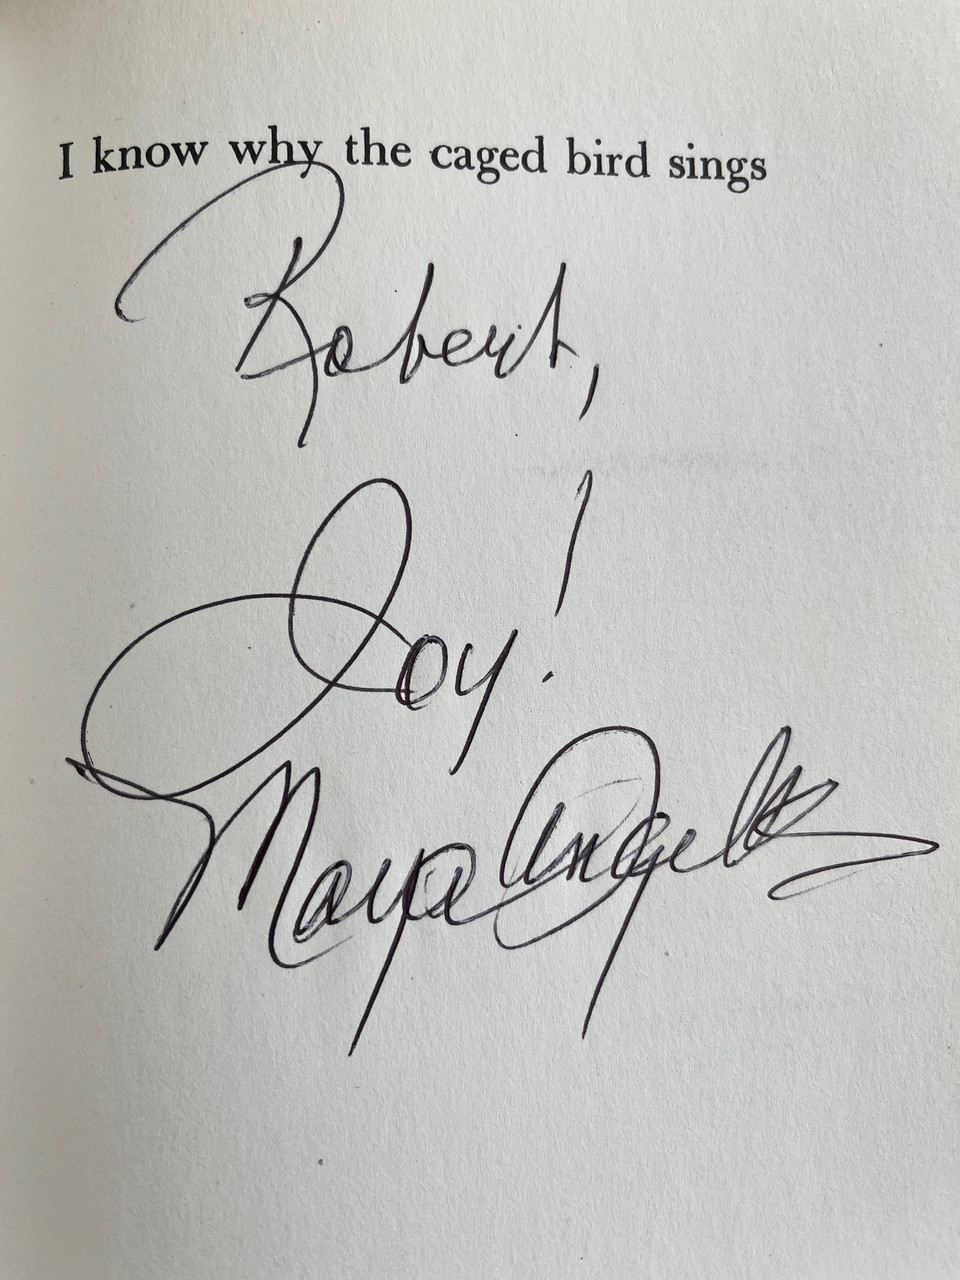 I know why the caged bird sings
Robert,
Joy!
Maya Angelou